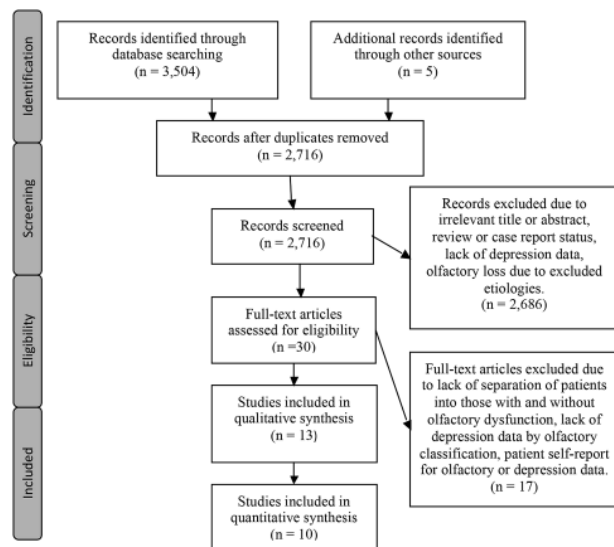 Identification
Records identified through
database searching
(n = 3,504)
Additional records identified
through other sources
(n = 5)
Records after duplicates removed
(n = 2,716)
Screening
Records screened
(n = 2,716)
Records excluded due to
irrelevant title or abstract,
review or case report status,
lack of depression data,
olfactory loss due to excluded
etiologies.
(n = 2,686)
Eligibility
Full-text articles
assessed for eligibility
(n =30)
Full-text articles excluded due
to lack of separation of patients
into those with and without
olfactory dysfunction, lack of
depression data by olfactory
classification, patient self-report
for olfactory or depression data.
(n = 17)
Studies included in
qualitative synthesis
(n = 13)
Included
Studies included in
quantitative synthesis
(n = 10)